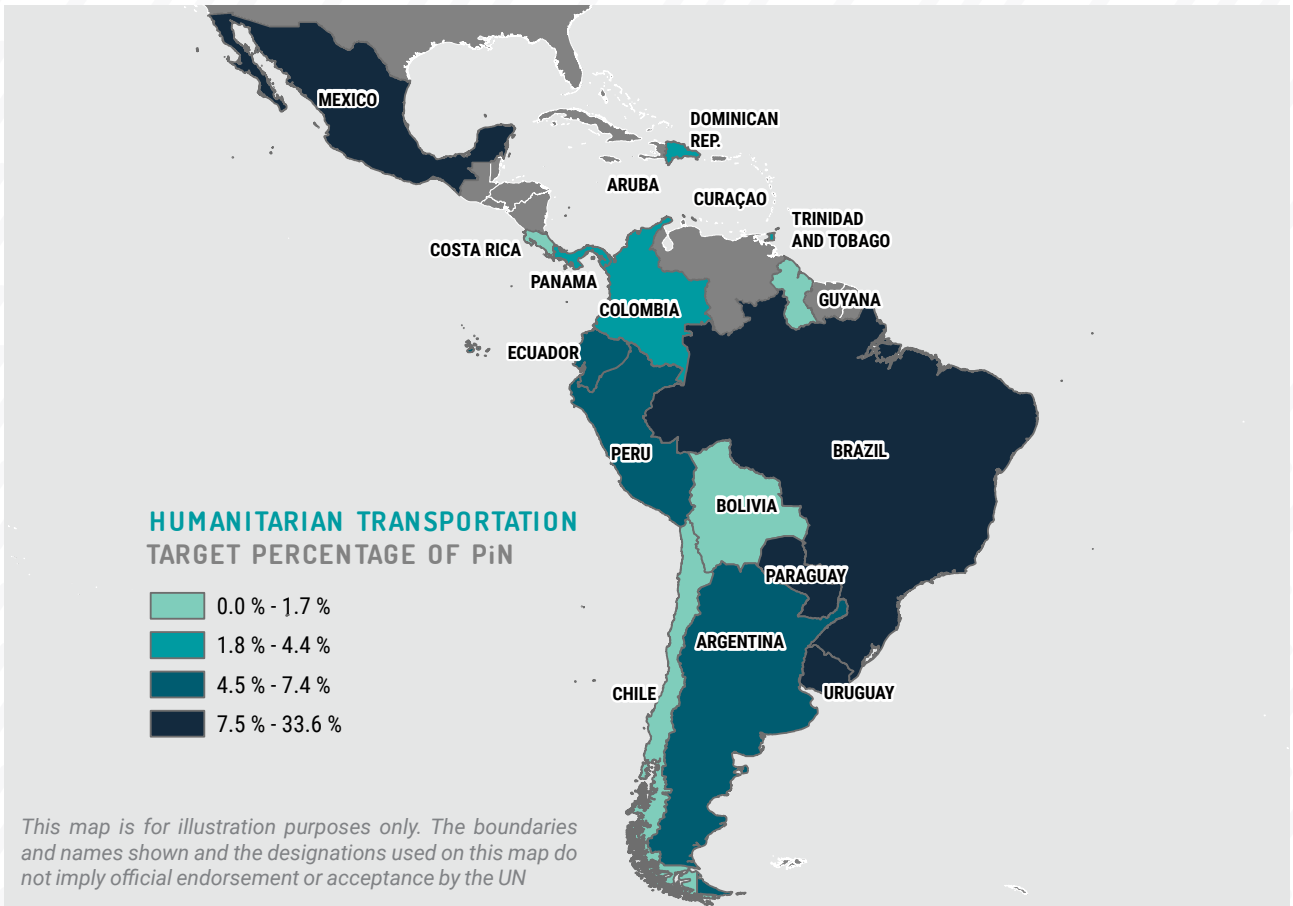 MEXICO
DOMINICAN
REP.
ARUBA
CURAÇAO
TRINIDAD
AND TOBAGO
COSTA RICA
PANAMA
GUYANA
COLOMBIA
ECUADOR
PERU
BRAZIL
BOLIVIA
PARAGUAY
ARGENTINA
CHILE
URUGUAY
HUMANITARIAN TRANSPORTATION
TARGET PERCENTAGE OF PiN
0.0 % - 1.7 %
1.8 % - 4.4 %
4.5 % - 7.4 %
7.5 % - 33.6 %
This map is for illustration purposes only. The boundaries
and names shown and the designations used on this map do
not imply official endorsement or acceptance by the UN